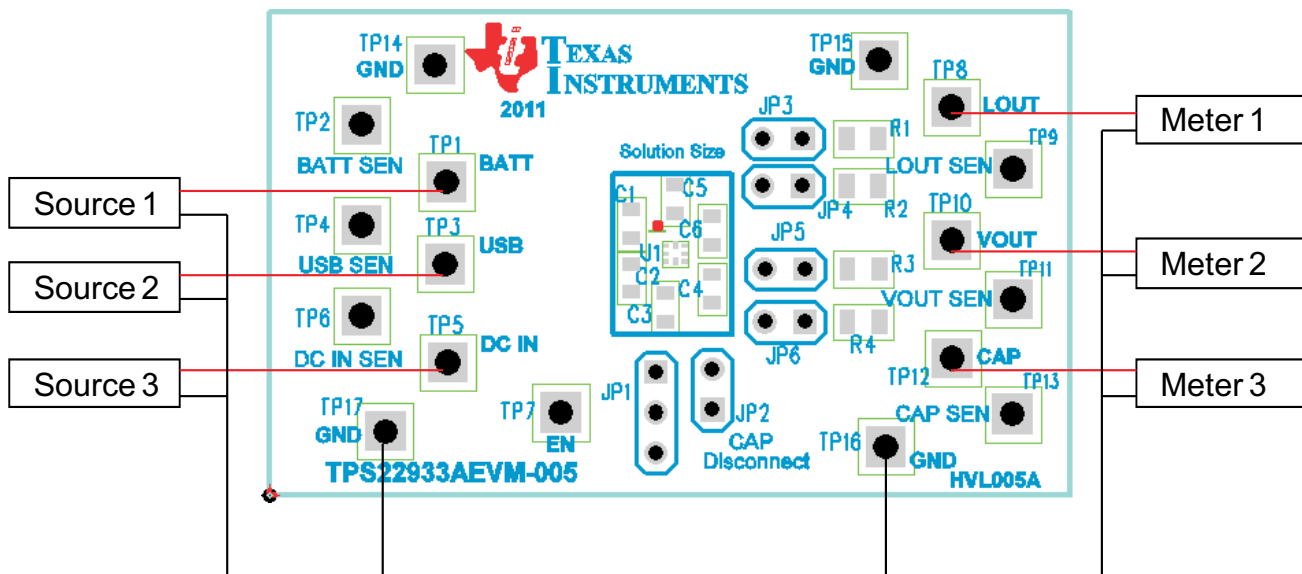 TP14
GND
TEXAS
INSTRUMENTS
2011
TP15
GND
TP8
LOUT
Meter 1
TP2
BATT SEN
TP1
BATT
Solution Size
JP3
R1
TP9
LOUT SEN
Source 1
C1
C5
JP4
R2
TP10
VOUT
TP4
USB SEN
TP3
USB
C6
U1
JP5
R3
Meter 2
Source 2
C2
C4
C3
TP11
VOUT SEN
TP6
DC IN SEN
TP5
DC IN
JP6
R4
Source 3
TP12
CAP
Meter 3
TP17
GND
TP7
EN
JP1
JP2
CAP
Disconnect
TP13
CAP SEN
TP16
GND
TPS22933AEVM-005
HVL005A